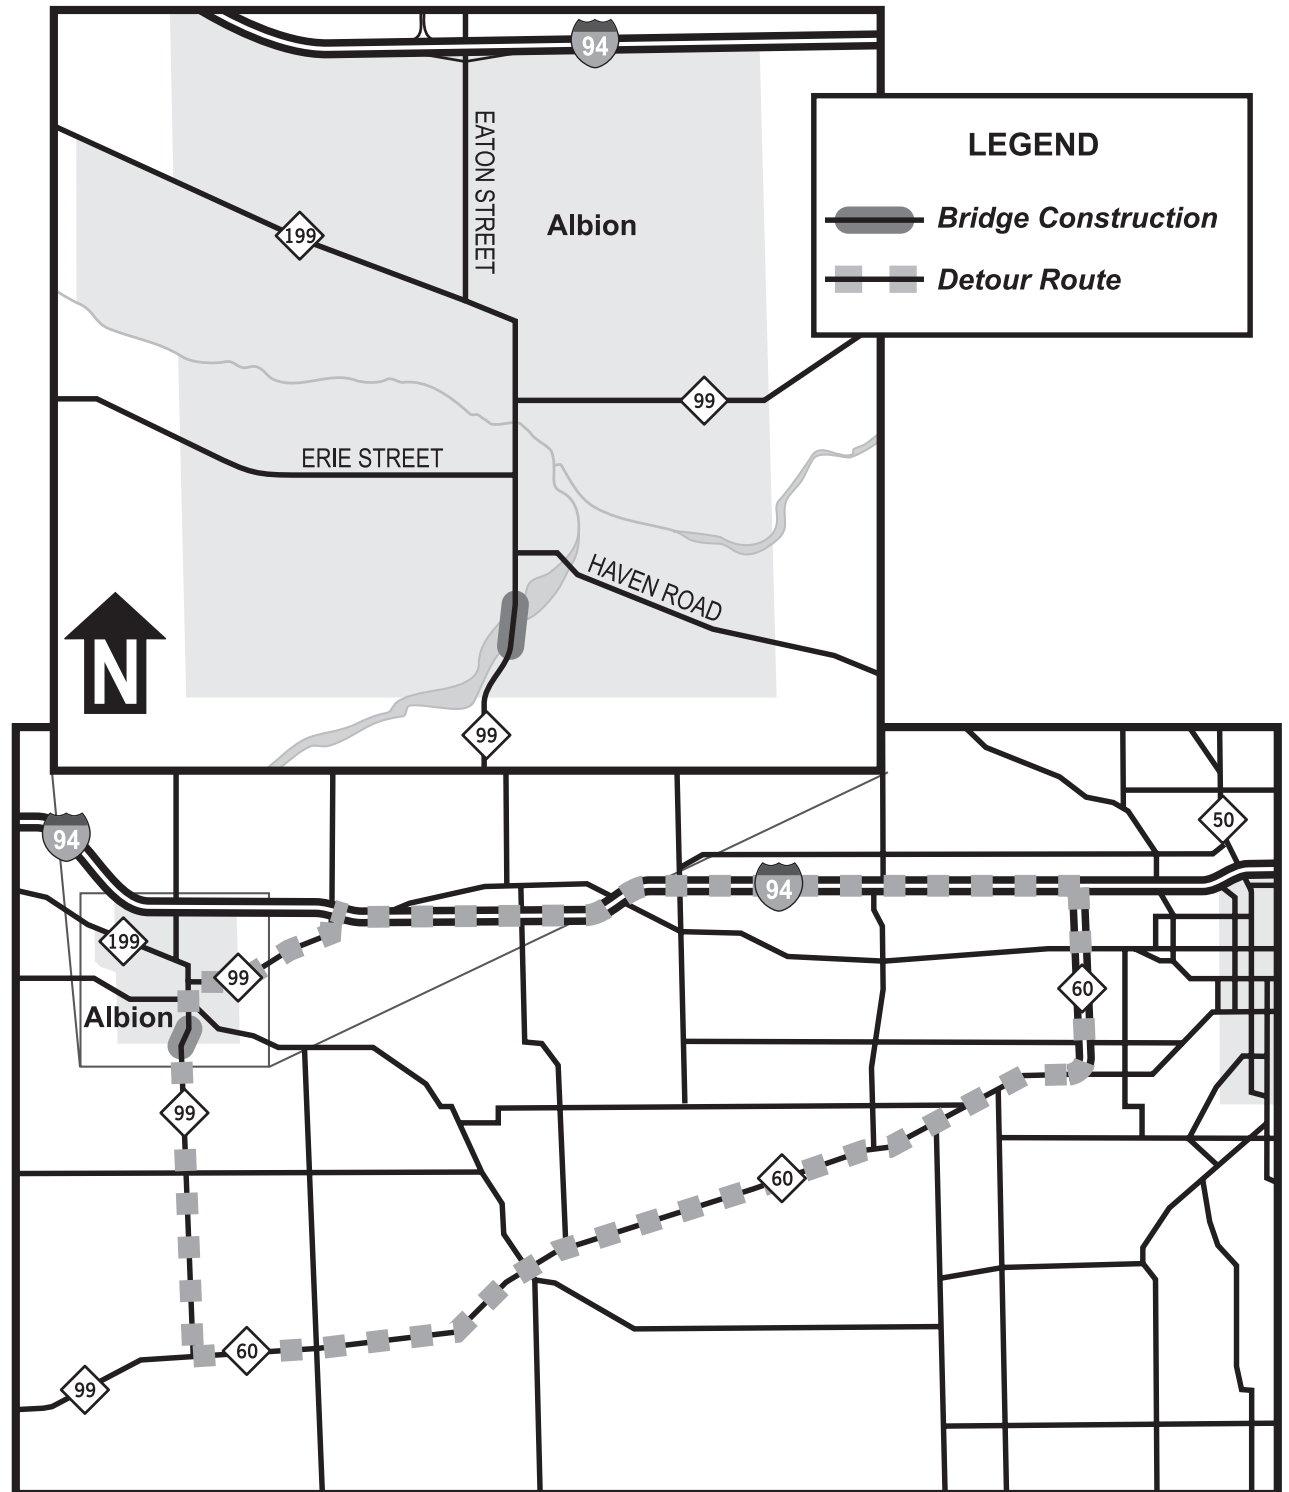 94
EATON STREET
LEGEND
Bridge Construction
Detour Route
199
Albion
99
ERIE STREET
HAVEN ROAD
N
99
94
50
94
199
99
60
Albion
99
60
60
99